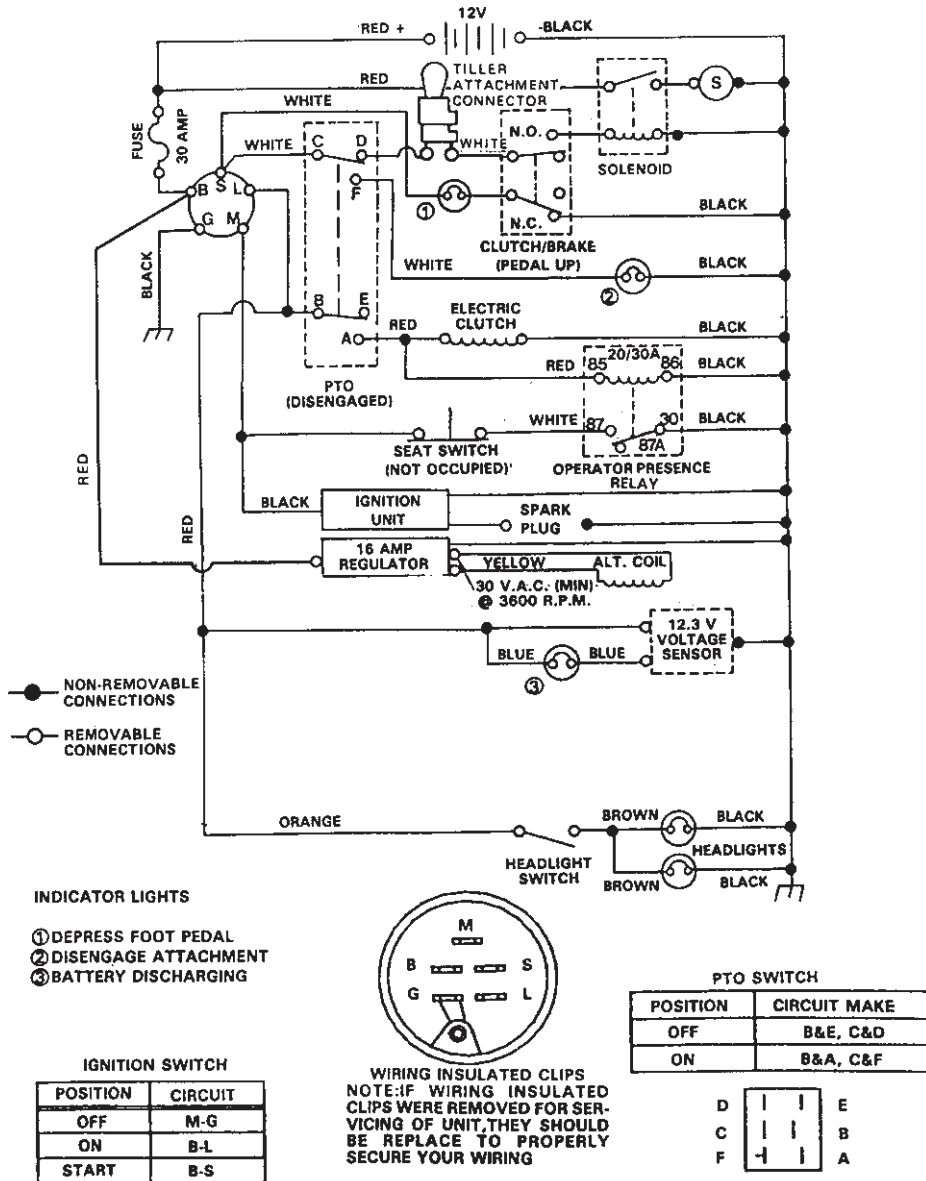 12V
RED +
-BLACK
RED
TILLER
ATTACHMENT
CONNECTOR
S
WHITE
FUSE
30 AMP
N.O.
SOLENOID
WHITE
C
D
WHITE
F
B
S
L
G
M
①
N.C.
BLACK
CLUTCH/BRAKE
(PEDAL UP)
BLACK
WHITE
②
BLACK
B
E
ELECTRIC
CLUTCH
BLACK
A
RED
20/30A
RED
85
86
BLACK
PTO
(DISENGAGED)
WHITE
87
30
BLACK
87A
SEAT SWITCH
(NOT OCCUPIED)'
OPERATOR PRESENCE
RELAY
RED
RED
BLACK
IGNITION
UNIT
SPARK
PLUG
16 AMP
REGULATOR
YELLOW
ALT. COIL
30 V.A.C. (MIN)
@ 3600 R.P.M.
12.3 V
VOLTAGE
SENSOR
BLUE
BLUE
③
NON-REMOVABLE
CONNECTIONS
REMOVABLE
CONNECTIONS
ORANGE
BROWN
BLACK
HEADLIGHT
SWITCH
HEADLIGHTS
BROWN
BLACK
INDICATOR LIGHTS
①DEPRESS FOOT PEDAL
②DISENGAGE ATTACHMENT
③BATTERY DISCHARGING
M
B
S
G
L
WIRING INSULATED CLIPS
NOTE:IF WIRING INSULATED
CLIPS WERE REMOVED FOR SER-
VICING OF UNIT,THEY SHOULD
BE REPLACE TO PROPERLY
SECURE YOUR WIRING
IGNITION SWITCH
POSITION CIRCUIT
OFF M-G
ON B-L
START B-S
PTO SWITCH
POSITION CIRCUIT MAKE
OFF B&E, C&D
ON B&A, C&F
D E
C B
F A